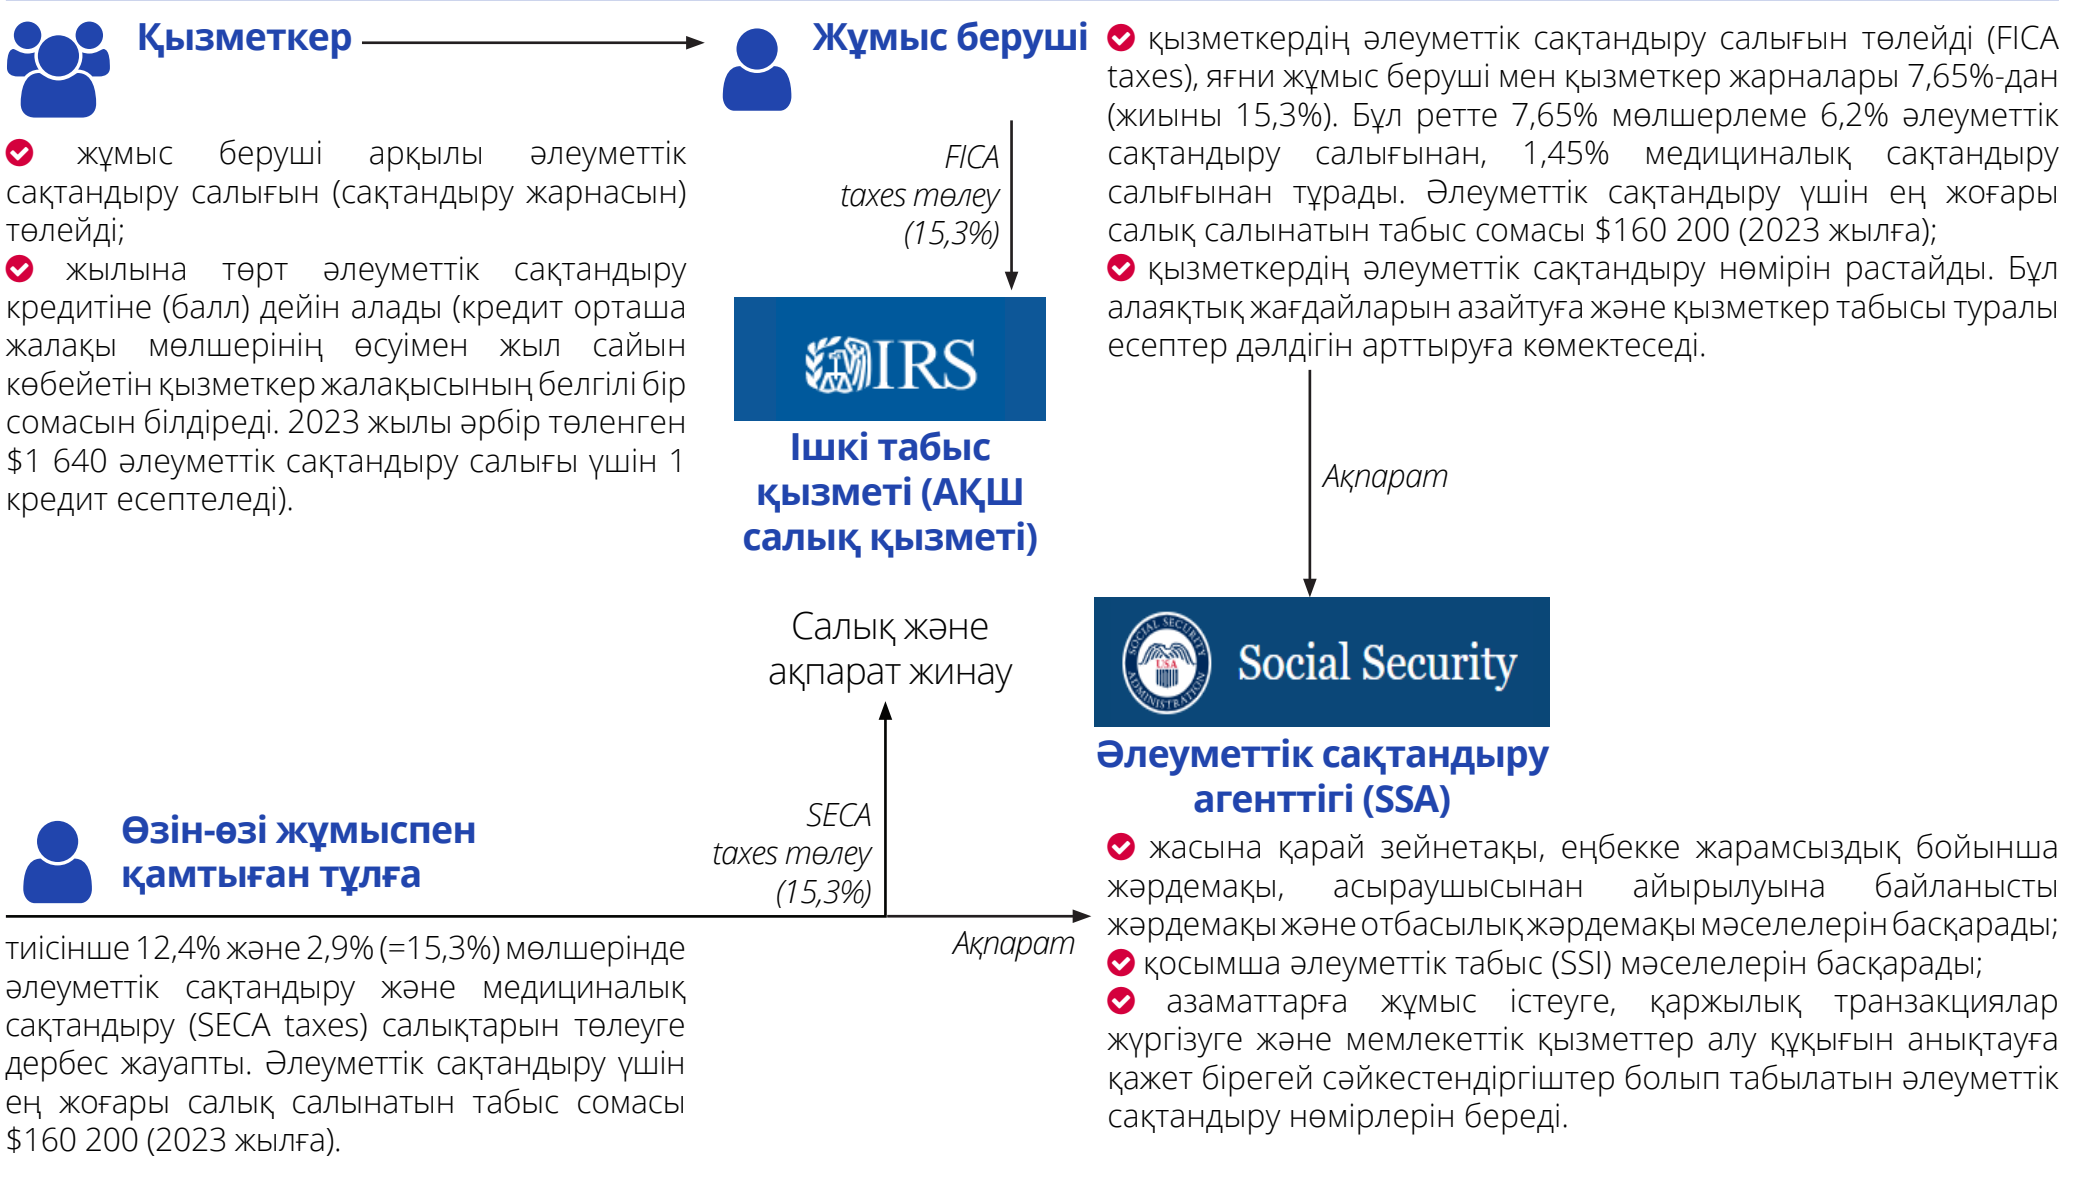 Қызметкер
жұмыс беруші арқылы әлеуметтік
сақтандыру салығын (сақтандыру жарнасын)
төлейді;
жылына төрт әлеуметтік сақтандыру
кредитіне (балл) дейін алады (кредит орташа
жалақы мөлшерінің өсуімен жыл сайын
көбейетін қызметкер жалақысының белгілі бір
сомасын білдіреді. 2023 жылы әрбір төленген
$1 640 әлеуметтік сақтандыру салығы үшін 1
кредит есептеледі).
Жұмыс беруші
FICA
taxes төлеу
(15,3%)
IRS
Ішкі табыс
қызметі (АҚШ
салық қызметі)
Салық және
ақпарат жинау
қызметкердің әлеуметтік сақтандыру салығын төлейді (FICA
taxes), яғни жұмыс беруші мен қызметкер жарналары 7,65%-дан
(жиыны 15,3%). Бұл ретте 7,65% мөлшерлеме 6,2% әлеуметтік
сақтандыру салығынан, 1,45% медициналық сақтандыру
салығынан тұрады. Әлеуметтік сақтандыру үшін ең жоғары
салық салынатын табыс сомасы $160 200 (2023 жылға);
қызметкердің әлеуметтік сақтандыру нөмірін растайды. Бұл
алаяқтық жағдайларын азайтуға және қызметкер табысы туралы
есептер дәлдігін арттыруға көмектеседі.
Ақпарат
SOCIAL SECURITY ADMINISTRATION
USA
Social Security
Әлеуметтік сақтандыру
агенттігі (SSA)
жасына қарай зейнетақы, еңбекке жарамсыздық бойынша
жәрдемақы, асыраушысынан айырылуына байланысты
жәрдемақы және отбасылық жәрдемақы мәселелерін басқарады;
қосымша әлеуметтік табыс (SSI) мәселелерін басқарады;
азаматтарға жұмыс істеуге, қаржылық транзакциялар
жүргізуге және мемлекеттік қызметтер алу құқығын анықтауға
қажет бірегей сәйкестендіргіштер болып табылатын әлеуметтік
сақтандыру нөмірлерін береді.
Өзін-өзі жұмыспен
қамтыған тұлға
SECA
taxes төлеу
(15,3%)
Ақпарат
тиісінше 12,4% және 2,9% (=15,3%) мөлшерінде
әлеуметтік сақтандыру және медициналық
сақтандыру (SECA taxes) салықтарын төлеуге
дербес жауапты. Әлеуметтік сақтандыру үшін
ең жоғары салық салынатын табыс сомасы
$160 200 (2023 жылға).